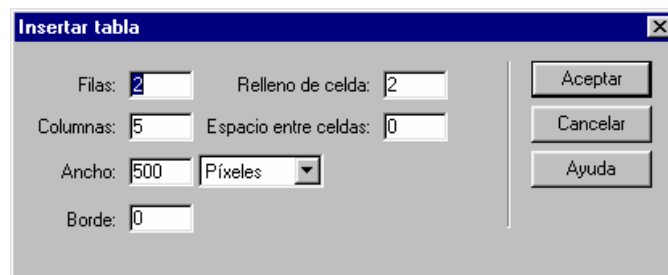 Insertar tabla
Filas: 2 Relleno de celda: 2 Aceptar
Columnas: 5 Espacio entre celdas: 0 Cancelar
Ancho: 500 Píxeles Ayuda
Borde: 0